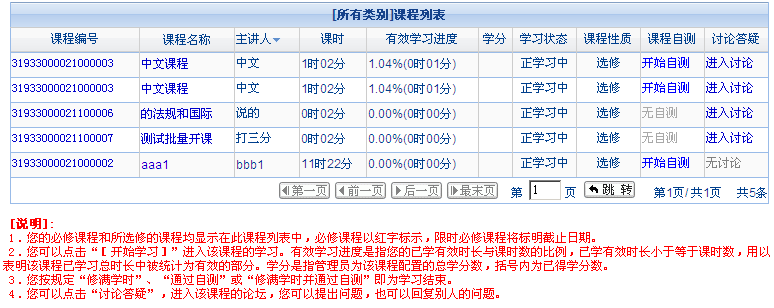 [所有类别]课程列表
课程编号 课程名称 主讲人 课时 有效学习进度 学分 学习状态 课程性质 课程自测 讨论答疑
31933000021000003 中文课程 中文 1时02分 1.04%(0时01分) 正学习中 选修 开始自测 进入讨论
31933000021000003 中文课程 中文 1时02分 1.04%(0时01分) 正学习中 选修 开始自测 进入讨论
31933000021100006 的法规和国际 说的 0时02分 0.00%(0时00分) 正学习中 选修 无自测 进入讨论
31933000021100007 测试批量开课 打三分 0时02分 0.00%(0时00分) 正学习中 选修 无自测 进入讨论
31933000021000002 aaa1 bbb1 11时22分 0.00%(0时00分) 正学习中 选修 开始自测 无讨论
第一页 前一页 后一页 最末页 第 1 页 跳 转 第1页/共1页 共5条
[说明]:
1．您的必修课程和所选修的课程均显示在此课程列表中，必修课程以红字标示，限时必修课程将标明截止日期。
2．您可以点击“[ 开始学习 ]”进入该课程的学习。有效学习进度是指您的已学有效时长与课时数的比例，已学有效时长小于等于课时数，用以
表明该课程已学习总时长中被统计为有效的部分。学分是指管理员为该课程配置的总学分数，括号内为已得学分数。
3．您按规定“修满学时”、“通过自测”或“修满学时并通过自测”即为学习结束。
4．您可以点击“讨论答疑”，进入该课程的论坛，您可以提出问题，也可以回复别人的问题。